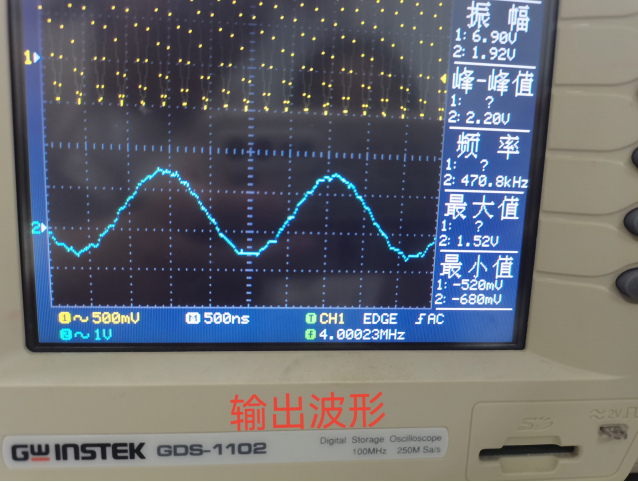 振 幅
1: 6.90V
2: 1.92V
峰-峰值
1: ?
2: 2.20V
频 率
1: ?
2: 470.8kHz
最大值
2: 1.52V
最小值
1: -520mV
2: -680mV
1
2
1 ~ 500mV M 500ns T CH1 EDGE AC
2 ~ 1V f 4.00023MHz
输出波形
GWINSTEK GDS-1102 Digital Storage Oscilloscope
100MHz 250M Sa/s
SD
≈2V